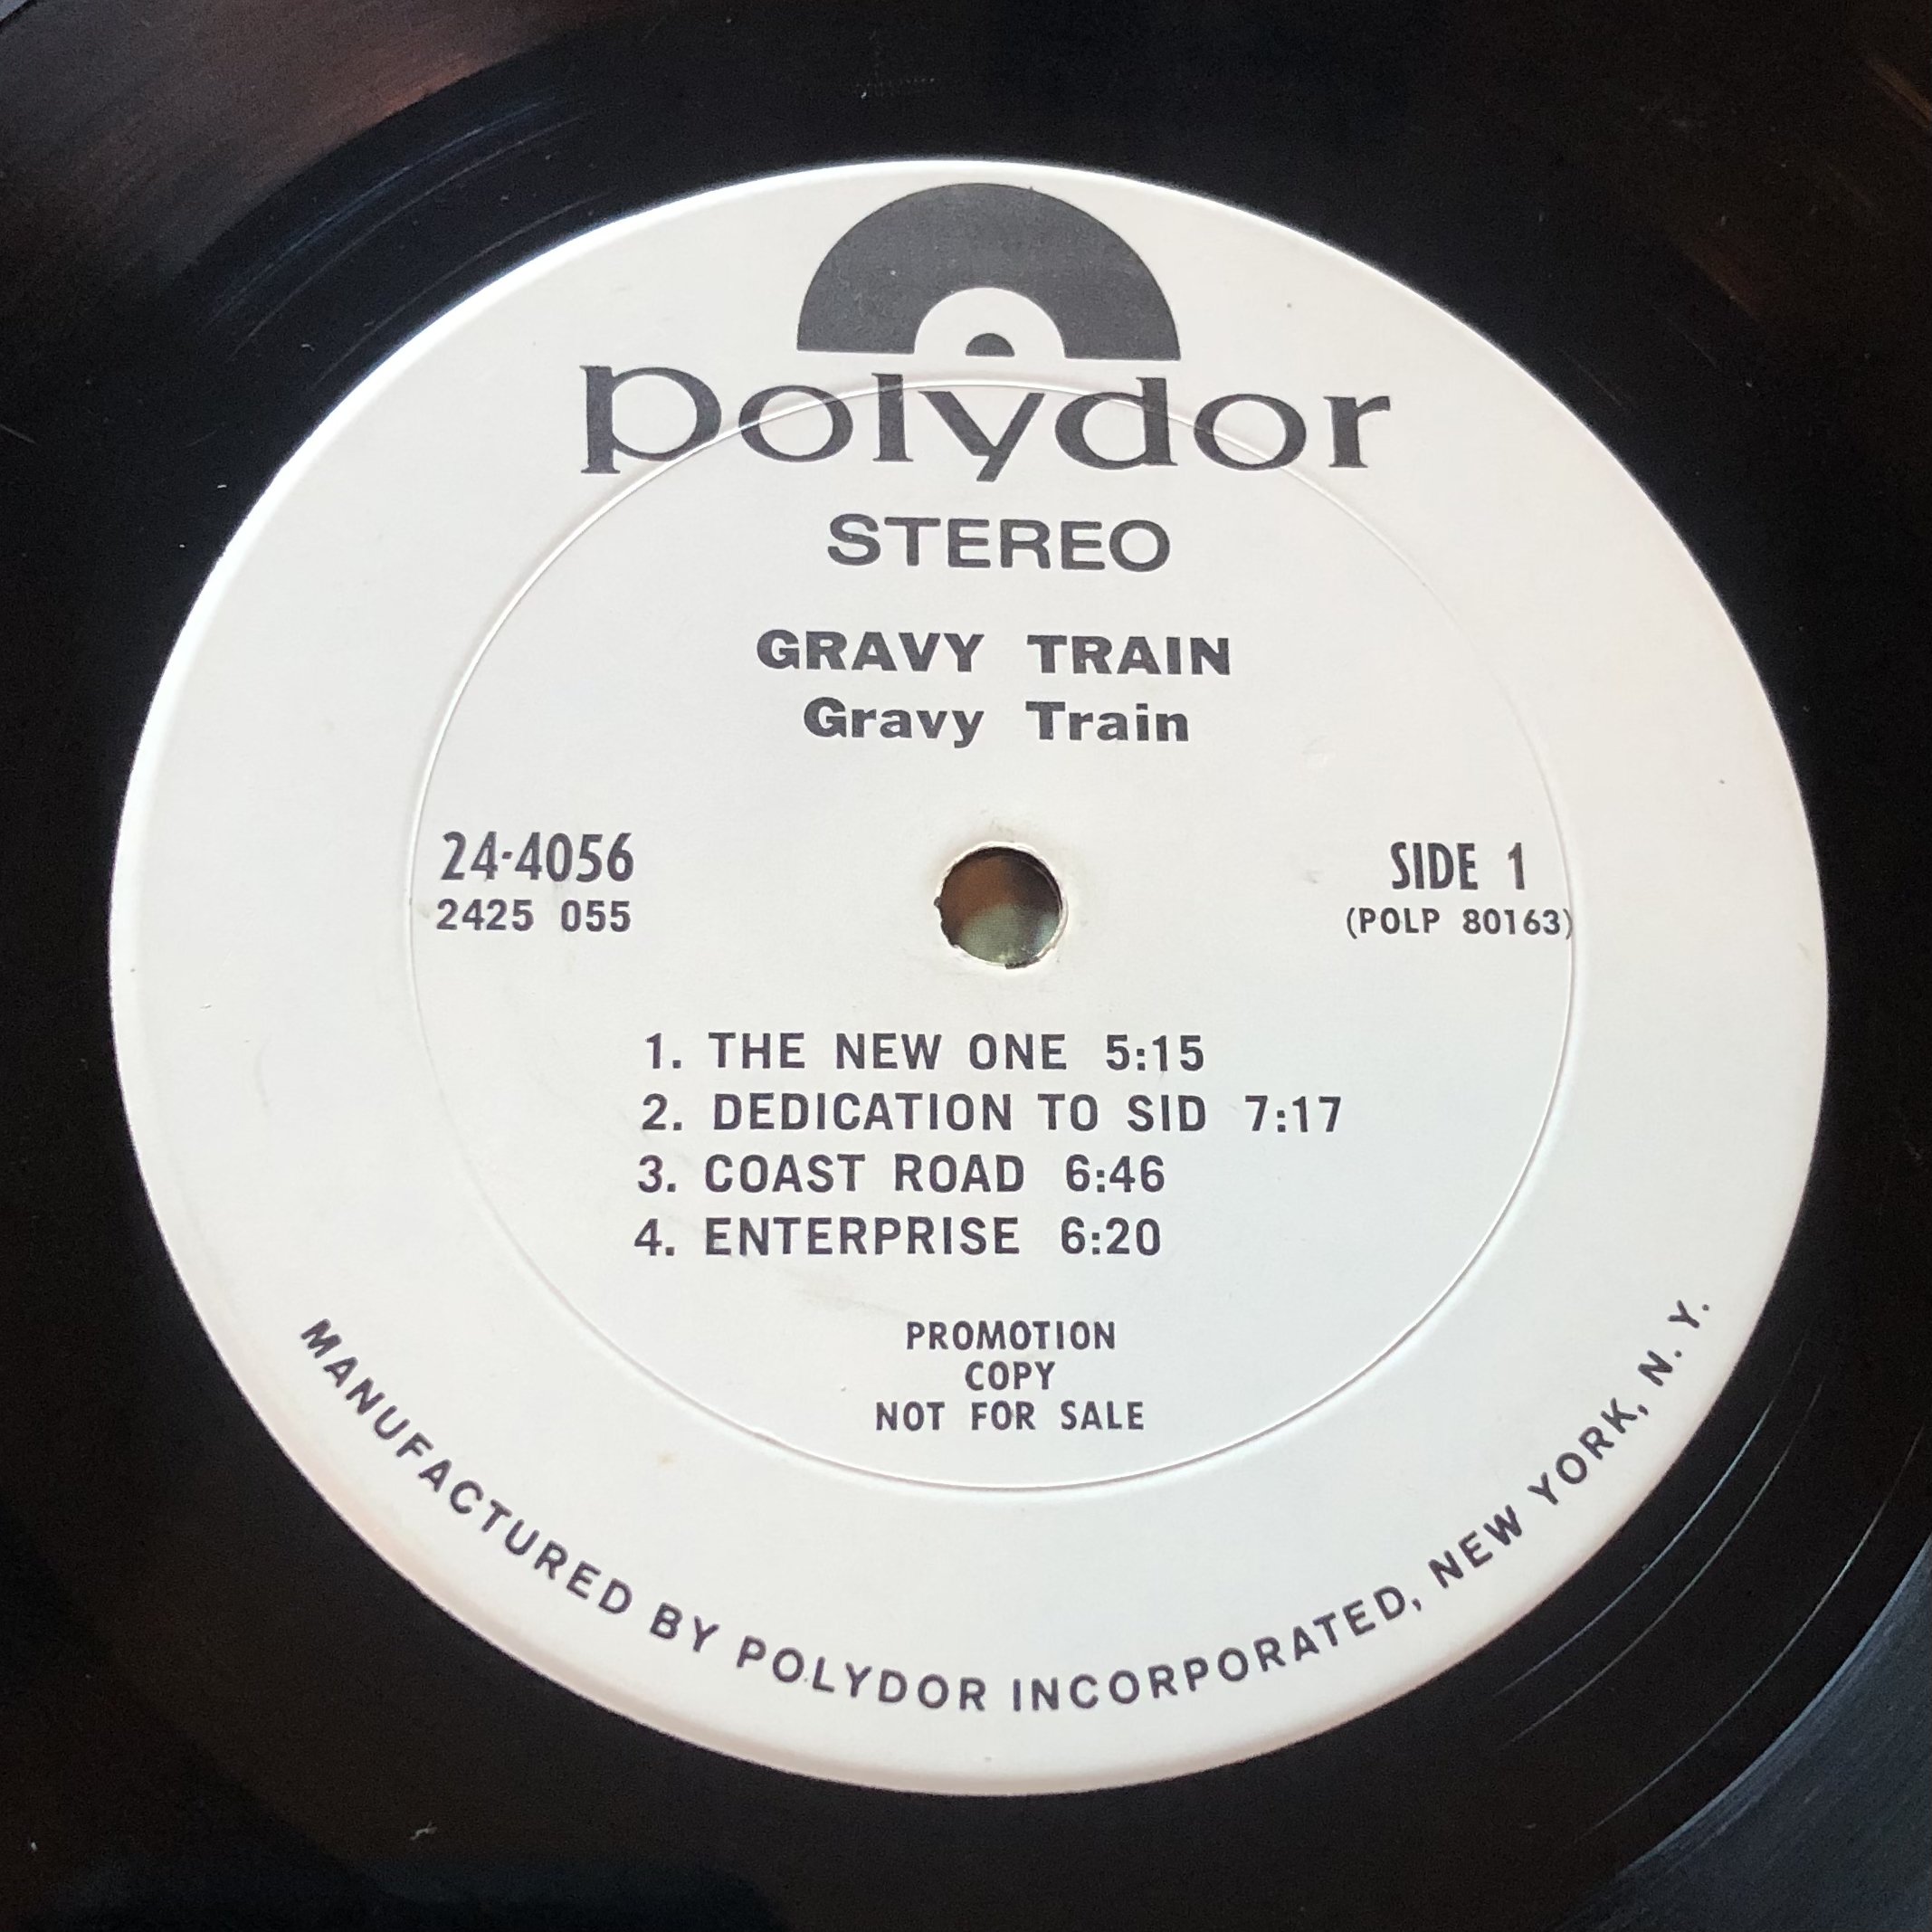 polydor
STEREO
GRAVY TRAIN
Gravy Train
24-4056
2425 055
SIDE 1
(POLP 80163)
1. THE NEW ONE 5:15
2. DEDICATION TO SID 7:17
3. COAST ROAD 6:46
4. ENTERPRISE 6:20
PROMOTION
COPY
NOT FOR SALE
MANUFACTURED BY POLYDOR INCORPORATED, NEW YORK, N.Y.